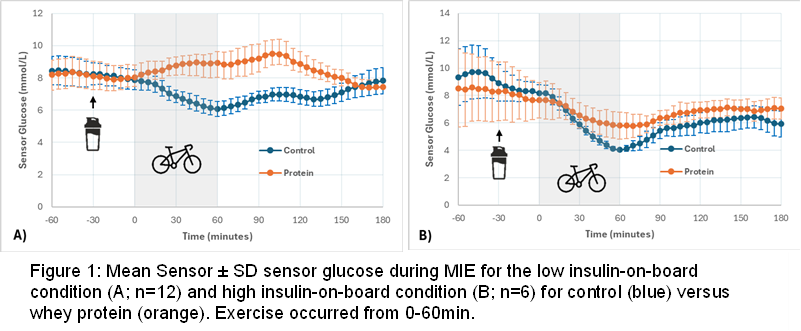 12
10
8
6
4
2
0
-60 -30 0 30 60 90 120 150 180
Sensor Glucose (mmol/L)
Time (minutes)
Control
Protein
A)
14
12
10
8
6
4
2
0
-60 -30 0 30 60 90 120 150 180
Sensor Glucose (mmol/L)
Time (minutes)
Control
Protein
B)
Figure 1: Mean Sensor ± SD sensor glucose during MIE for the low insulin-on-board
condition (A; n=12) and high insulin-on-board condition (B; n=6) for control (blue) versus
whey protein (orange). Exercise occurred from 0-60min.